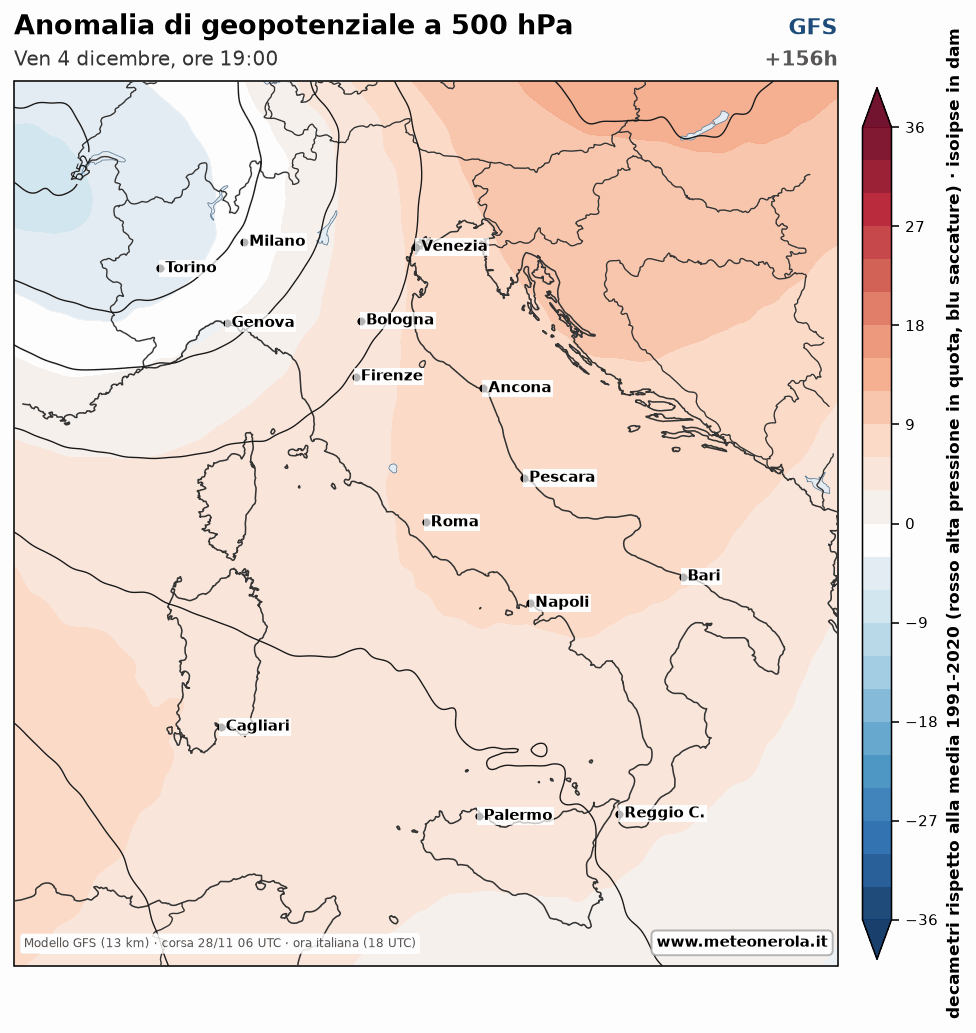 Anomalia di geopotenziale a 500 hPa
GFS
Ven 4 dicembre, ore 19:00
+156h
Milano
Torino
Venezia
Genova
Bologna
Firenze
Ancona
Pescara
Roma
Bari
Napoli
Cagliari
Palermo
Reggio C.
Modello GFS (13 km) · corsa 28/11 06 UTC · ora italiana (18 UTC)
www.meteonerola.it
36
27
18
9
0
−9
−18
−27
−36
decametri rispetto alla media 1991-2020 (rosso alta pressione in quota, blu saccature) · isoipse in dam